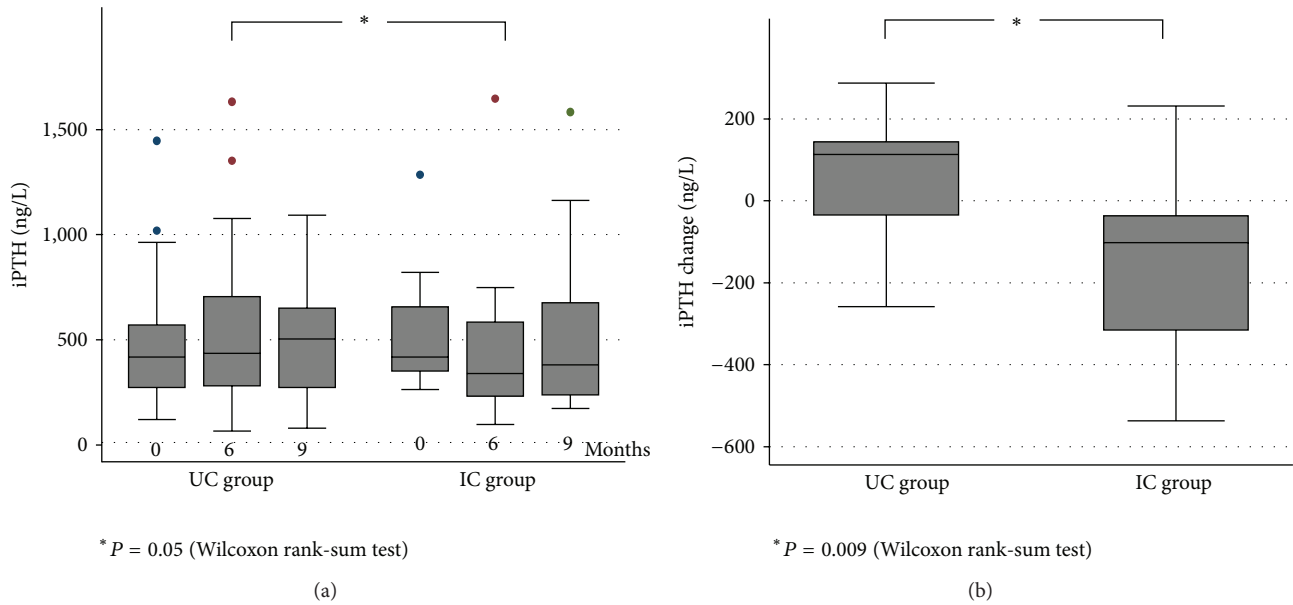 *
iPTH (ng/L)
1,500
1,000
500
0
0 6 9 0 6 9 Months
UC group IC group
* P = 0.05 (Wilcoxon rank-sum test)
(a)
*
iPTH change (ng/L)
200
0
−200
−400
−600
UC group IC group
* P = 0.009 (Wilcoxon rank-sum test)
(b)